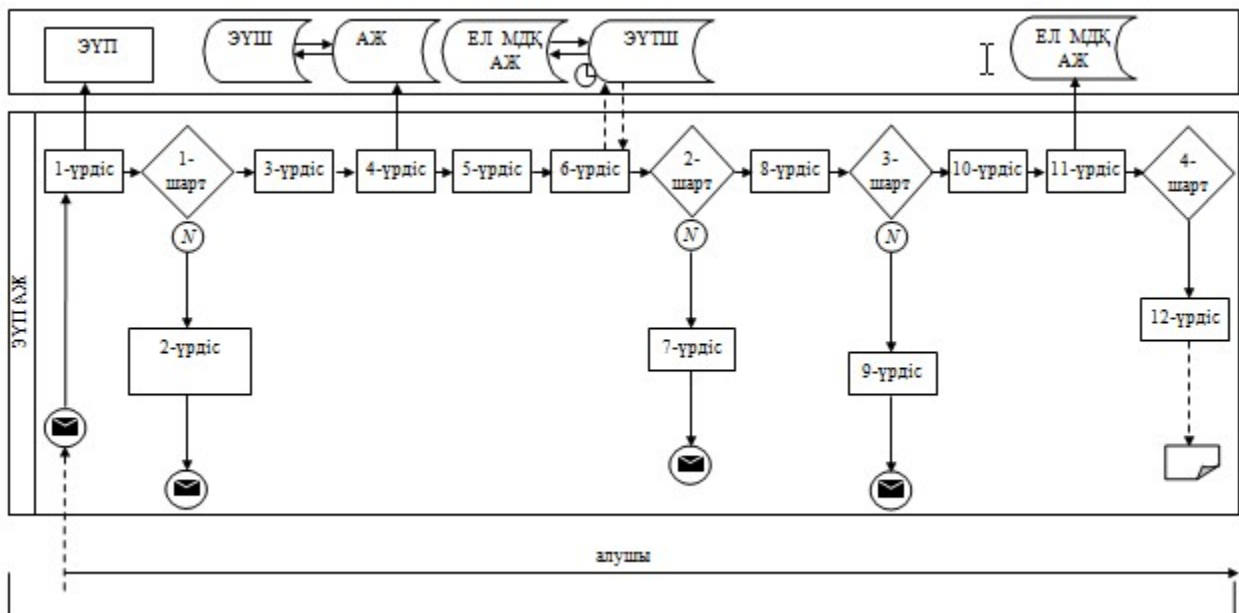 ЭҮП
ЭҮШ
АЖ
ЕЛ МДҚ
АЖ
ЭҮТШ
ЕЛ МДҚ
АЖ
ЭҮП АЖ
1-үрдіс
1-
шарт
3-үрдіс
4-үрдіс
5-үрдіс
6-үрдіс
2-
шарт
8-үрдіс
3-
шарт
10-үрдіс
11-үрдіс
4-
шарт
N
N
N
2-үрдіс
7-үрдіс
9-үрдіс
12-үрдіс
алушы